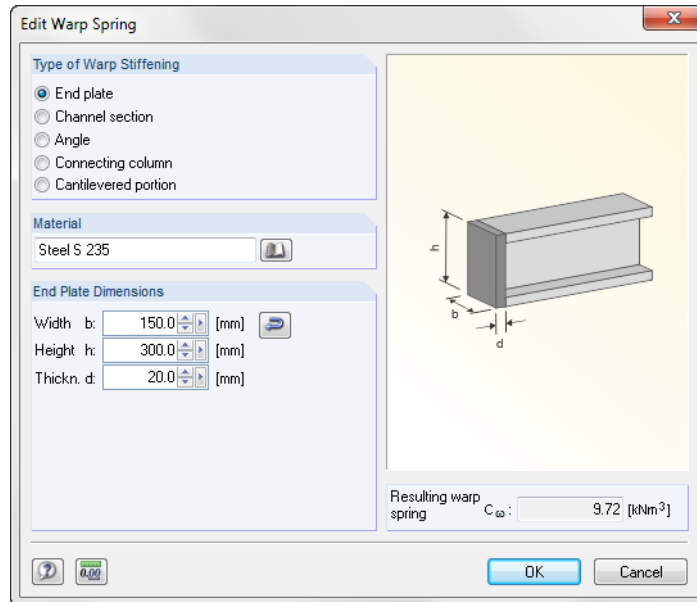 Edit Warp Spring
Type of Warp Stiffening
End plate
Channel section
Angle
Connecting column
Cantilevered portion
Material
Steel S 235
End Plate Dimensions
Width b: 150.0 [mm]
Height h: 300.0 [mm]
Thickn. d: 20.0 [mm]
h
b
d
Resulting warp
spring Cω: 9.72 [kNm³]
0.00
OK
Cancel